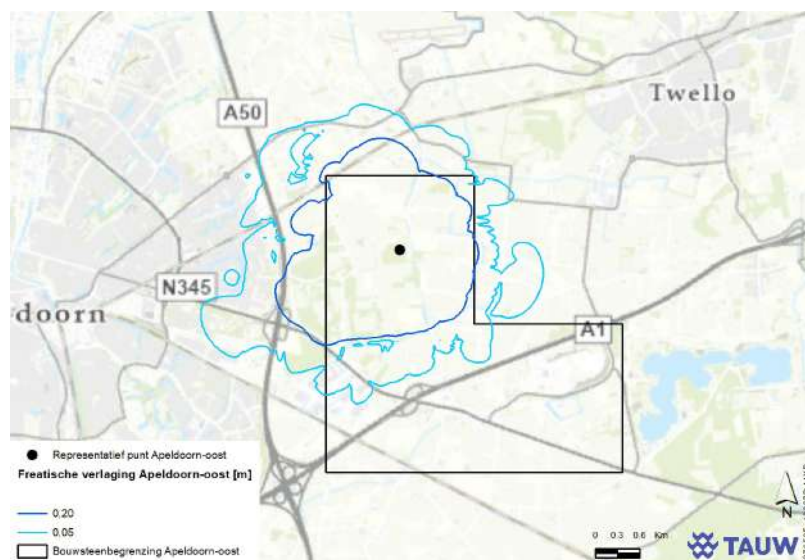 A50
Twello
N345
doorn
A1
Representatief punt Apeldoorn-oost
Freatische verlaging Apeldoorn-oost [m]
0,20
0,05
Bouwsteenbegrenzing Apeldoorn-oost
N
0 0.3 0.6 Km
TAUW